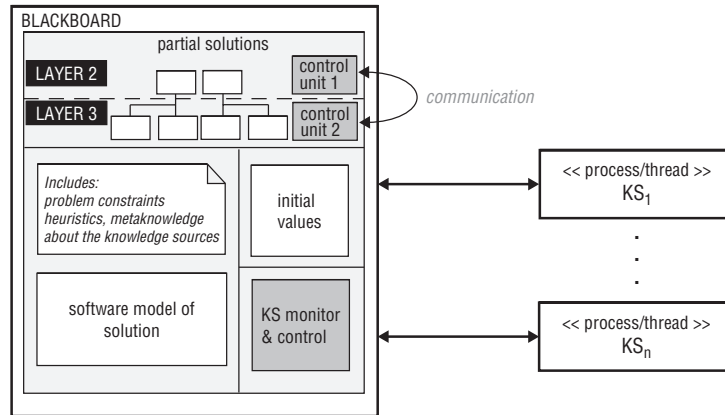 BLACKBOARD
partial solutions
LAYER 2
control
unit 1
LAYER 3
control
unit 2
communication
Includes:
problem constraints
heuristics, metaknowledge
about the knowledge sources
initial
values
<< process/thread >>
KS1
.
.
.
software model of
solution
KS monitor
& control
<< process/thread >>
KSn